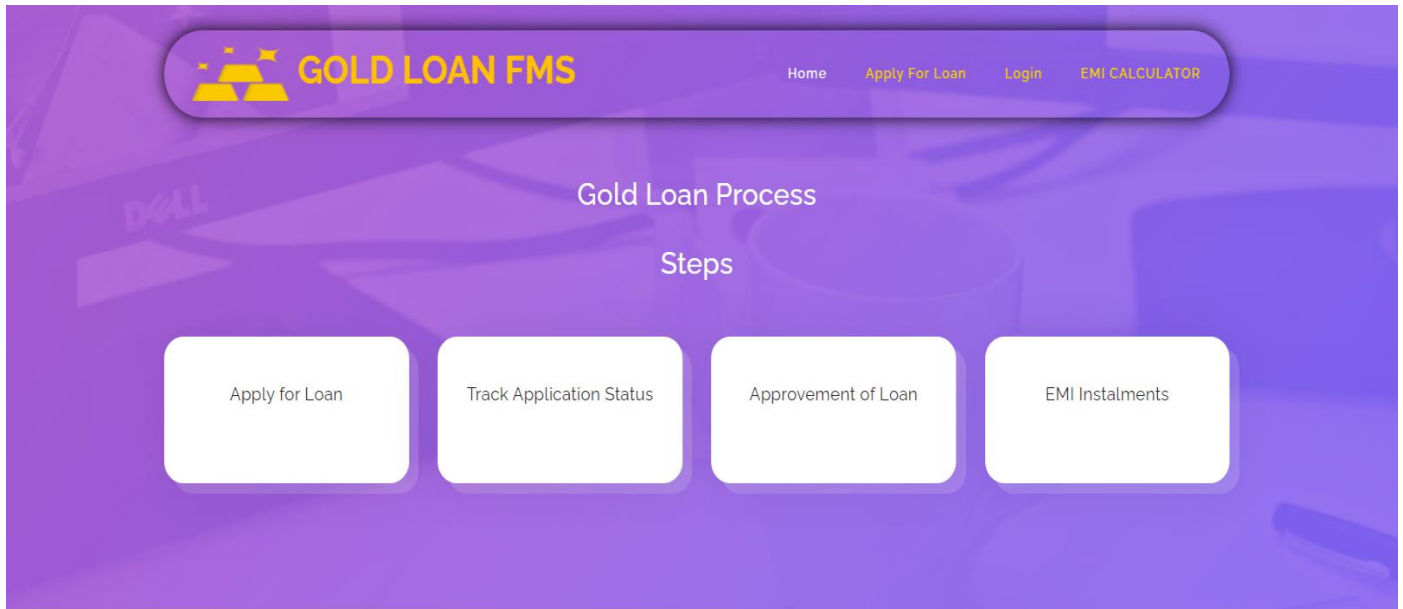 GOLD LOAN FMS
Home Apply For Loan Login EMI CALCULATOR
DELL
Gold Loan Process
Steps
Apply for Loan
Track Application Status
Approvement of Loan
EMI Instalments